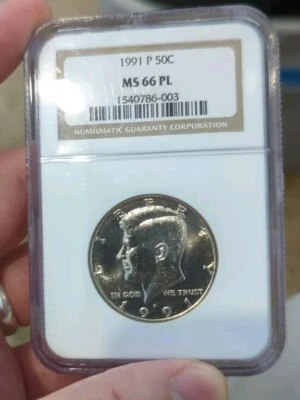 1991 P 50C
MS 66 PL
1540786-003
NUMISMATIC GUARANTY CORPORATION
LIBERTY
IN GOD WE TRUST
P
1991